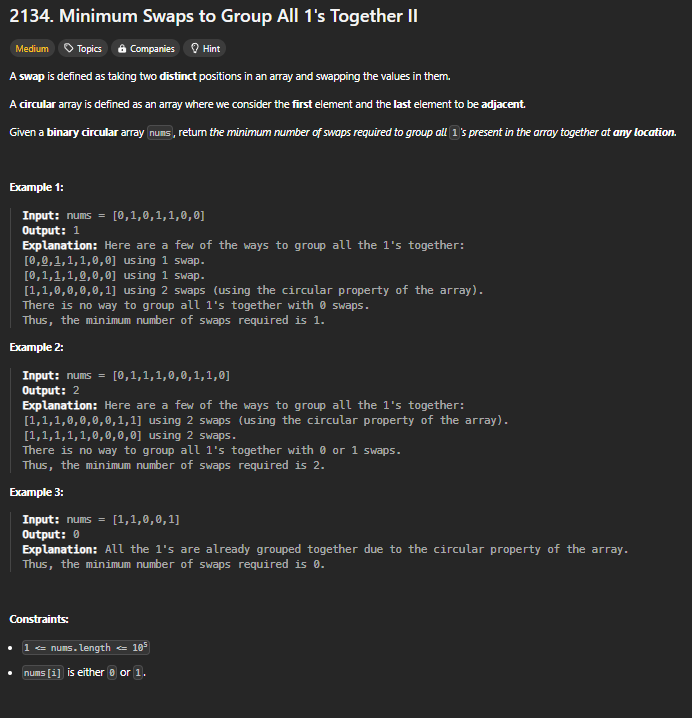 2134. Minimum Swaps to Group All 1's Together II
Medium Topics Companies Hint
A swap is defined as taking two distinct positions in an array and swapping the values in them.
A circular array is defined as an array where we consider the first element and the last element to be adjacent.
Given a binary circular array nums, return the minimum number of swaps required to group all 1's present in the array together at any location.
Example 1:
Input: nums = [0,1,0,1,1,0,0]
Output: 1
Explanation: Here are a few of the ways to group all the 1's together:
[0,0,1,1,1,0,0] using 1 swap.
[0,1,1,1,0,0,0] using 1 swap.
[1,1,0,0,0,0,1] using 2 swaps (using the circular property of the array).
There is no way to group all 1's together with 0 swaps.
Thus, the minimum number of swaps required is 1.
Example 2:
Input: nums = [0,1,1,1,0,0,1,1,0]
Output: 2
Explanation: Here are a few of the ways to group all the 1's together:
[1,1,1,0,0,0,0,1,1] using 2 swaps (using the circular property of the array).
[1,1,1,1,1,0,0,0,0] using 2 swaps.
There is no way to group all 1's together with 0 or 1 swaps.
Thus, the minimum number of swaps required is 2.
Example 3:
Input: nums = [1,1,0,0,1]
Output: 0
Explanation: All the 1's are already grouped together due to the circular property of the array.
Thus, the minimum number of swaps required is 0.
Constraints:
• 1 <= nums.length <= 10⁵
• nums[i] is either 0 or 1.